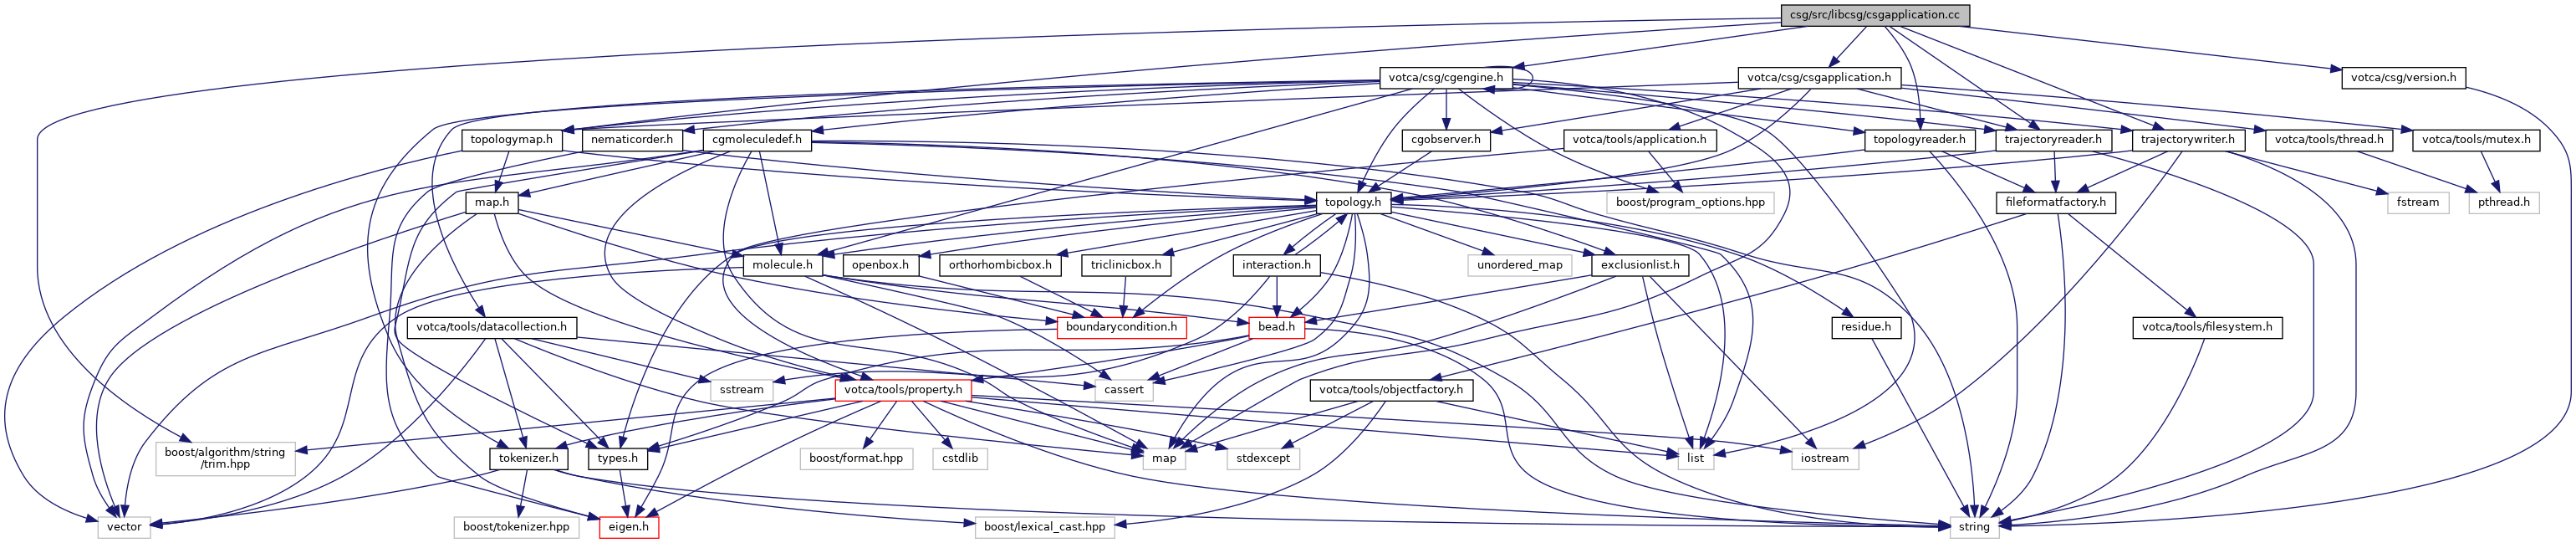 csg/src/libcsg/csgapplication.cc
votca/csg/cgengine.h
votca/csg/csgapplication.h
votca/csg/version.h
topologymap.h
nematicorder.h
cgmoleculedef.h
cgobserver.h
votca/tools/application.h
topologyreader.h
trajectoryreader.h
trajectorywriter.h
votca/tools/thread.h
votca/tools/mutex.h
map.h
topology.h
boost/program_options.hpp
fileformatfactory.h
fstream
pthread.h
molecule.h
openbox.h
orthorhombicbox.h
triclinicbox.h
interaction.h
unordered_map
exclusionlist.h
votca/tools/datacollection.h
boundarycondition.h
bead.h
residue.h
votca/tools/filesystem.h
sstream
votca/tools/property.h
cassert
votca/tools/objectfactory.h
boost/algorithm/string
/trim.hpp
tokenizer.h
types.h
boost/format.hpp
cstdlib
map
stdexcept
list
iostream
vector
boost/tokenizer.hpp
eigen.h
boost/lexical_cast.hpp
string